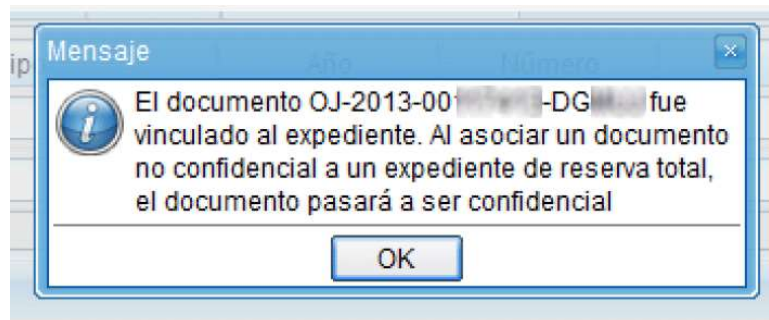 Mensaje
Año Número
El documento OJ-2013-00 -DG fue
vinculado al expediente. Al asociar un documento
no confidencial a un expediente de reserva total,
el documento pasará a ser confidencial
OK